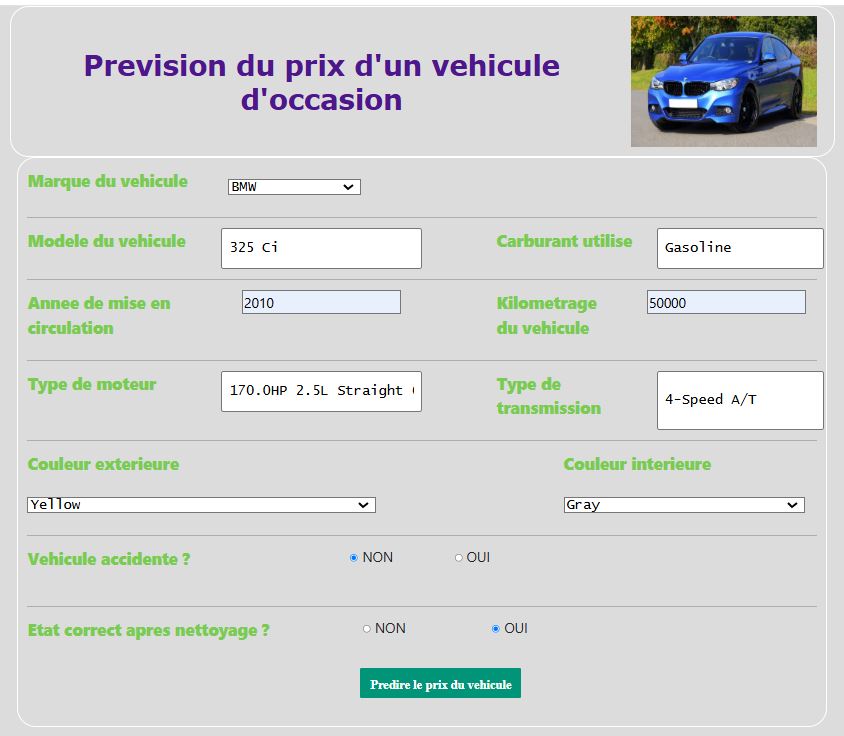 Prevision du prix d'un vehicule
d'occasion
Marque du vehicule BMW
Modele du vehicule 325 Ci Carburant utilise Gasoline
Annee de mise en 2010 Kilometrage 50000
circulation du vehicule
Type de moteur 170.0HP 2.5L Straight Type de
transmission 4-Speed A/T
Couleur exterieure Couleur interieure
Yellow Gray
Vehicule accidente ? NON OUI
Etat correct apres nettoyage ? NON OUI
Predire le prix du vehicule